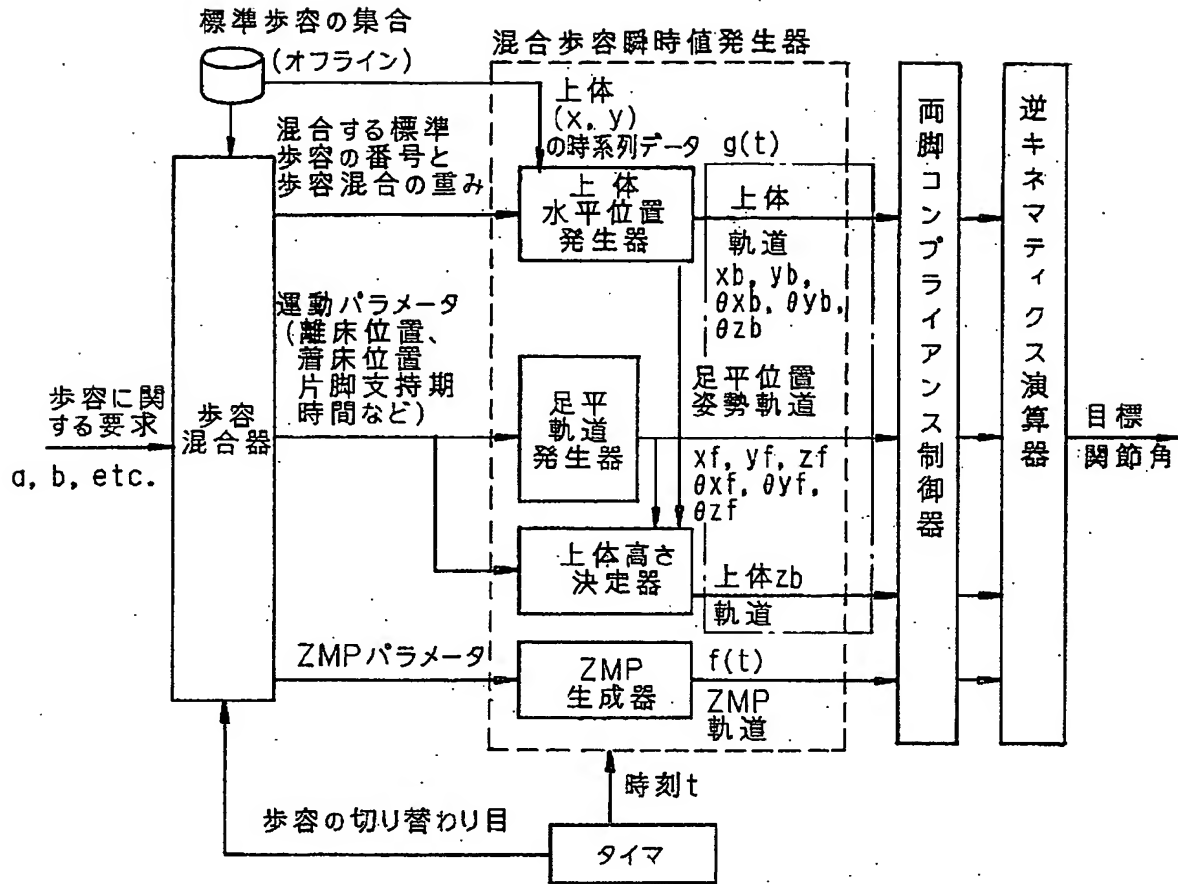 標準歩容の集合
(オフライン)
混合歩容瞬時値発生器
上体
(x, y)
の時系列データ
g(t)
混合する標準
歩容の番号と
歩容混合の重み
上体
水平位置
発生器
上体
軌道
xb, yb,
θxb, θyb,
θzb
運動パラメータ
(離床位置、
着床位置
片脚支持期
時間など)
歩容に関
する要求
a, b, etc.
歩容
混合器
足平
軌道
発生器
足平位置
姿勢軌道
xf, yf, zf
θxf, θyf,
θzf
上体高さ
決定器
上体zb
軌道
ZMPパラメータ
ZMP
生成器
f(t)
ZMP
軌道
両脚コンプライアンス制御器
逆キネマティクス演算器
目標
関節角
時刻t
歩容の切り替わり目
タイマ